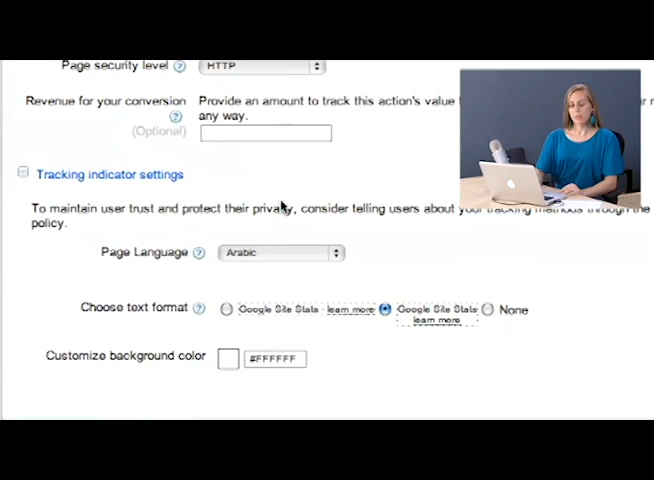 Page security level ? HTTP
Revenue for your conversion ? Provide an amount to track this action's value
any way.
(Optional)
Tracking indicator settings
To maintain user trust and protect their privacy, consider telling users about your tracking methods through the
policy.
Page Language ? Arabic
Choose text format ? Google Site Stats - learn more Google Site Stats None
learn more
Customize background color #FFFFFF